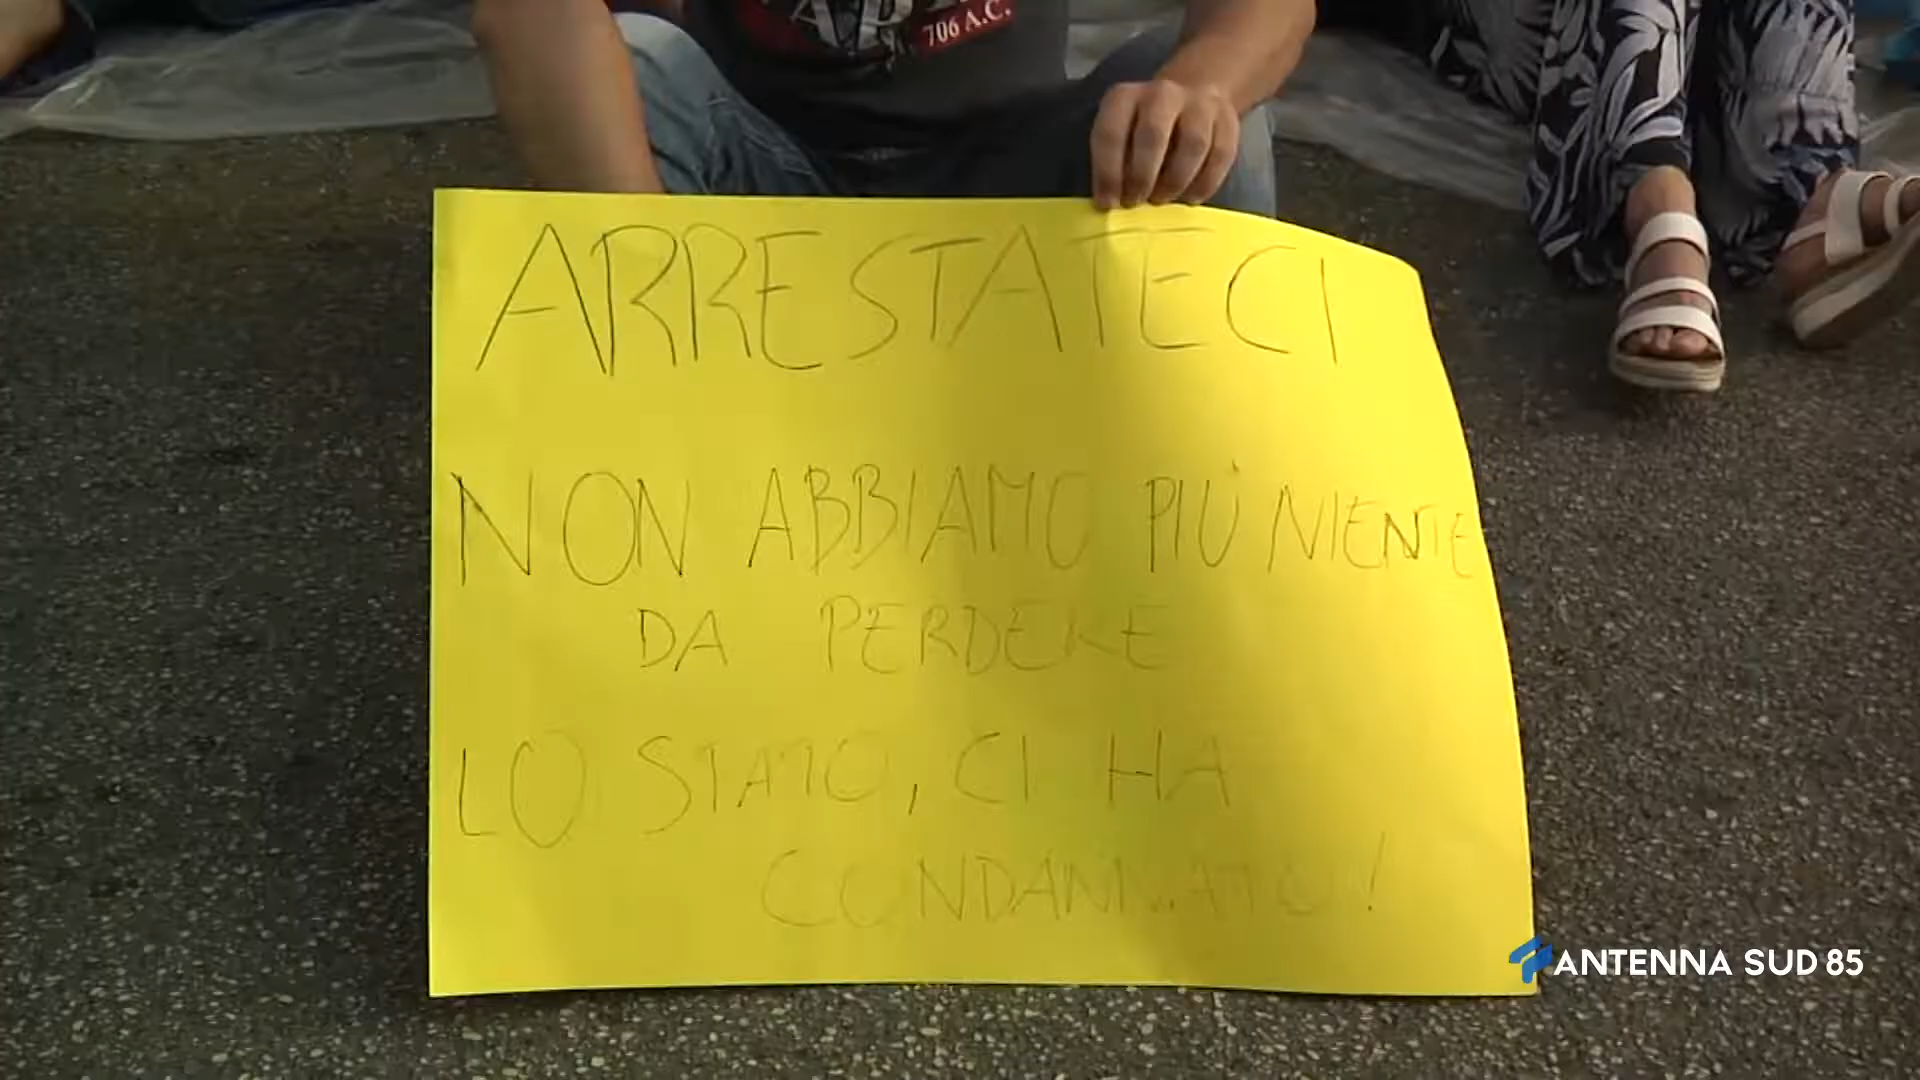 706 A.C.
ARRESTATECI
NON ABBIAMO PIÙ NIENTE
DA PERDERE
LO STATO, CI HA
CONDANNATO!
ANTENNA SUD 85